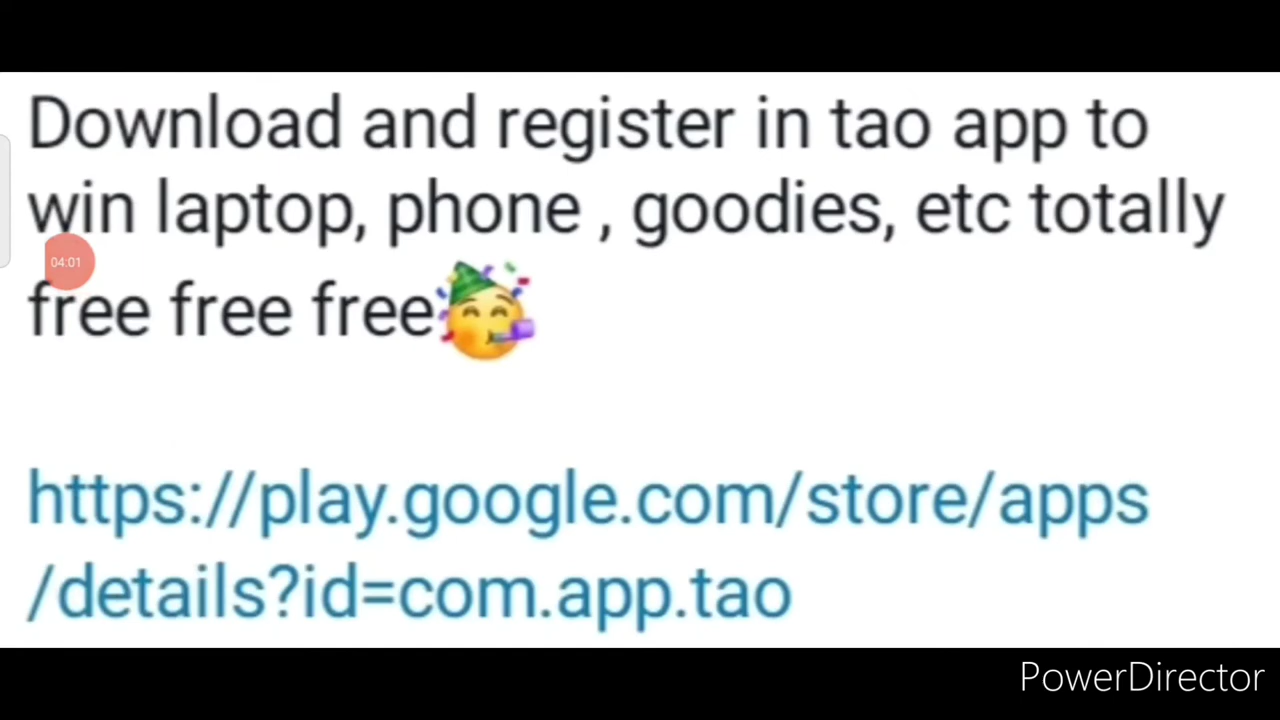 Download and register in tao app to
win laptop, phone , goodies, etc totally
04:01
free free free
https://play.google.com/store/apps
/details?id=com.app.tao
PowerDirector